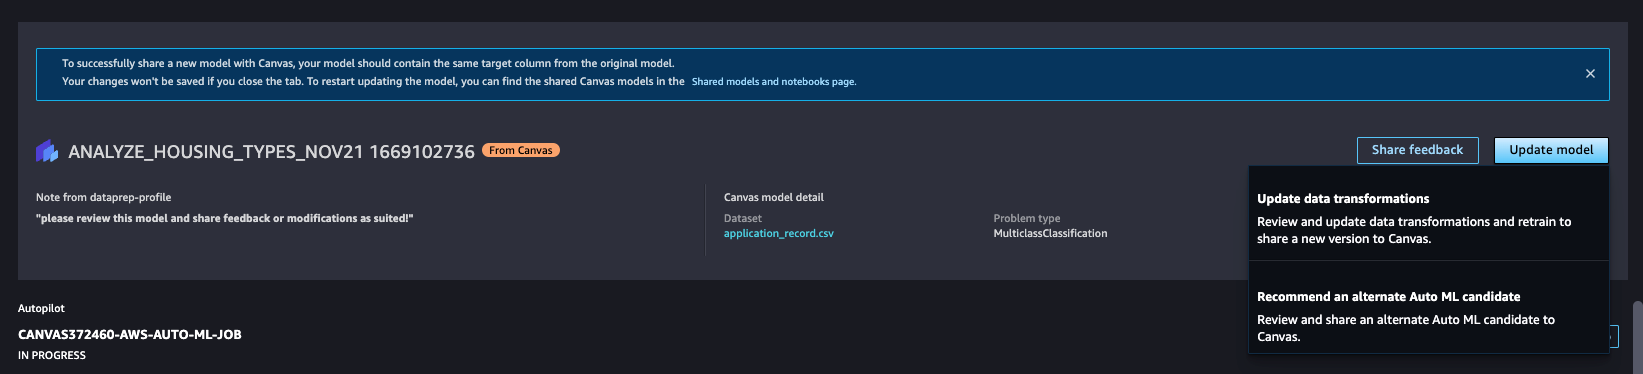 To successfully share a new model with Canvas, your model should contain the same target column from the original model.
Your changes won't be saved if you close the tab. To restart updating the model, you can find the shared Canvas models in the Shared models and notebooks page.
ANALYZE_HOUSING_TYPES_NOV21 1669102736 From Canvas
Share feedback
Update model
Note from dataprep-profile
"please review this model and share feedback or modifications as suited!"
Canvas model detail
Dataset
application_record.csv
Problem type
MulticlassClassification
Update data transformations
Review and update data transformations and retrain to
share a new version to Canvas.
Recommend an alternate Auto ML candidate
Review and share an alternate Auto ML candidate to
Canvas.
Autopilot
CANVAS372460-AWS-AUTO-ML-JOB
IN PROGRESS